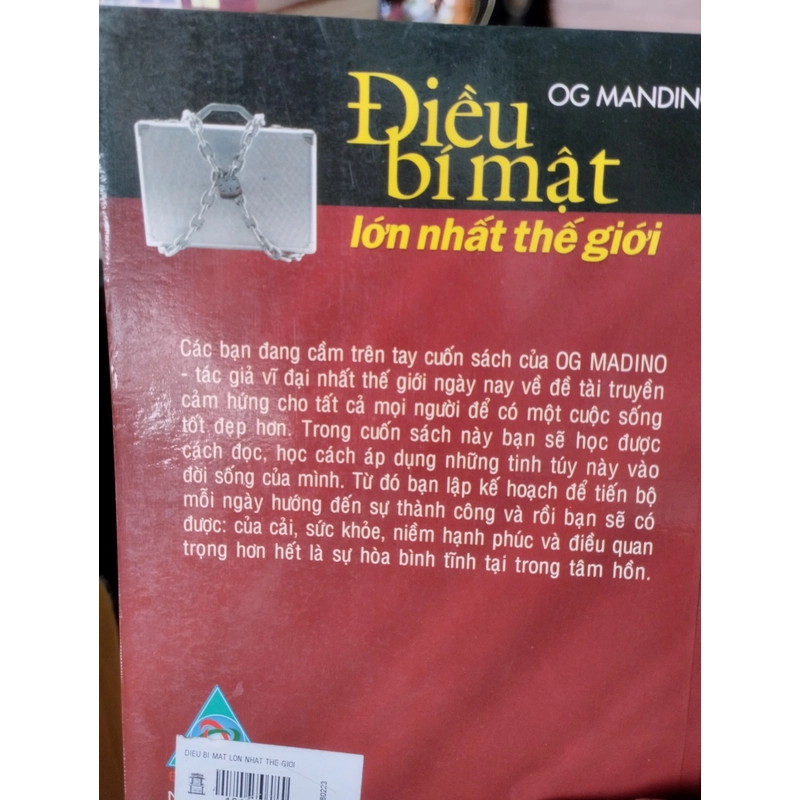 OG MANDINO
Điều
bí mật
lớn nhất thế giới
Các bạn đang cầm trên tay cuốn sách của OG MADINO
- tác giả vĩ đại nhất thế giới ngày nay về đề tài truyền
cảm hứng cho tất cả mọi người để có một cuộc sống
tốt đẹp hơn. Trong cuốn sách này bạn sẽ học được
cách đọc, học cách áp dụng những tinh túy này vào
đời sống của mình. Từ đó bạn lập kế hoạch để tiến bộ
mỗi ngày hướng đến sự thành công và rồi bạn sẽ có
được: của cải, sức khỏe, niềm hạnh phúc và điều quan
trọng hơn hết là sự hòa bình tĩnh tại trong tâm hồn.
DIEU BI MAT LON NHAT THE GIOI